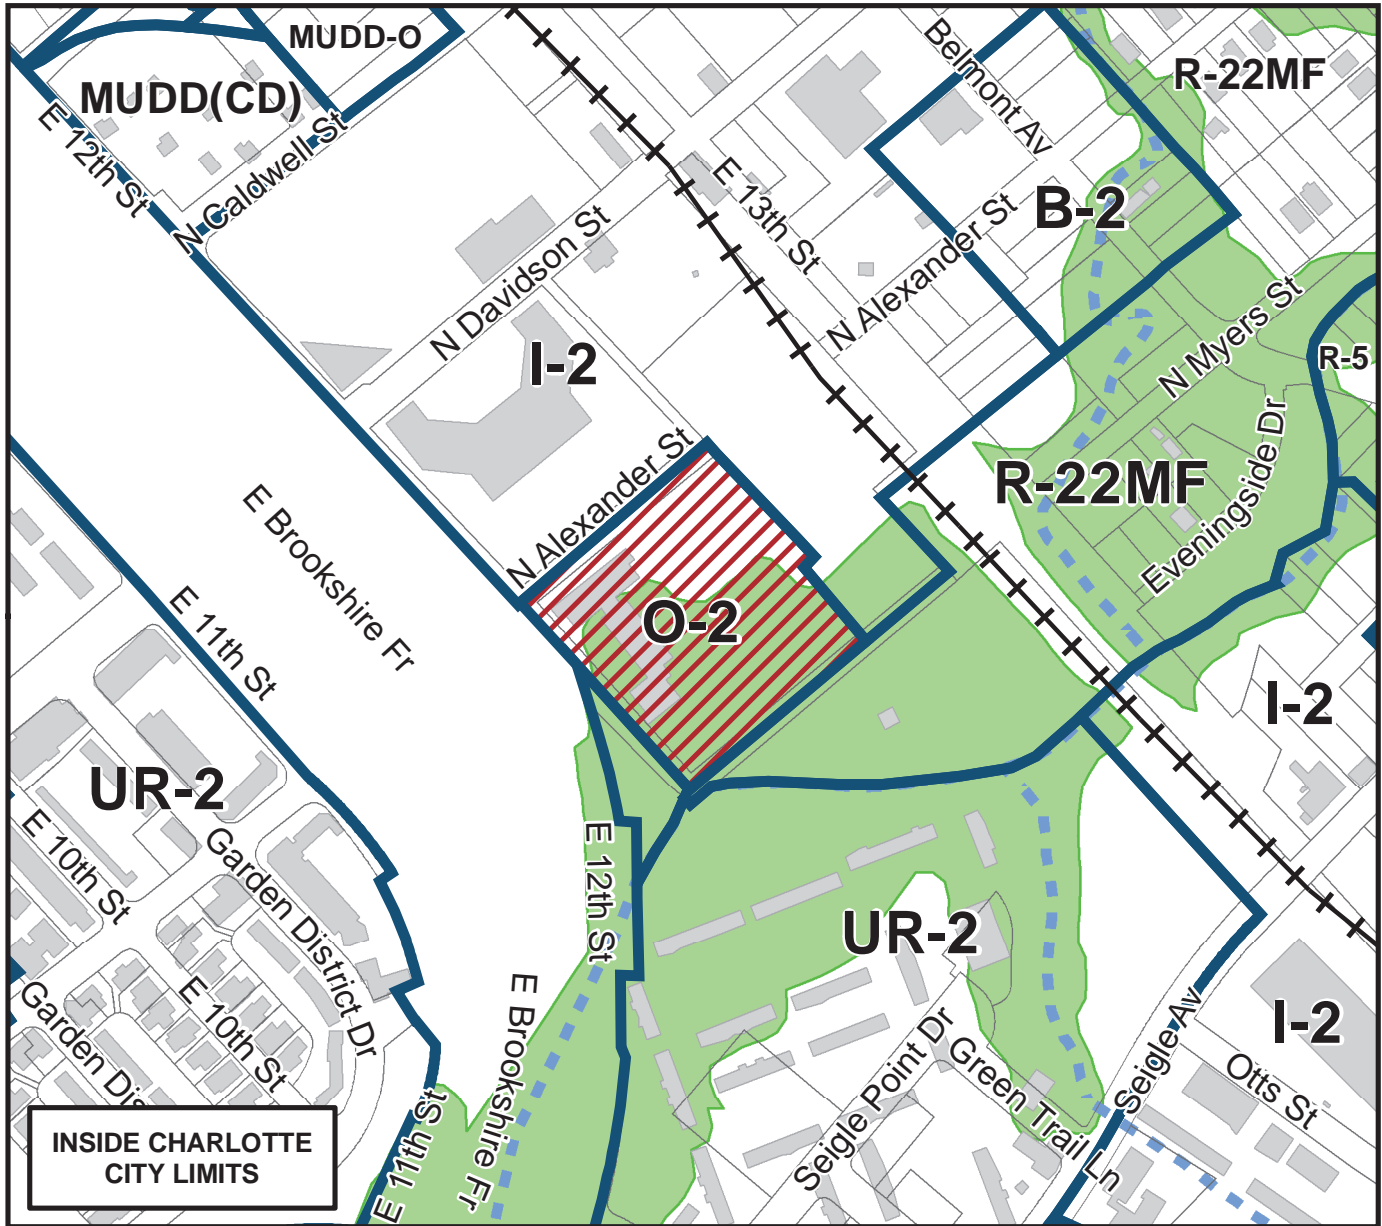 MUDD-O
MUDD(CD)
E 12th St
N Caldwell St
Belmont Av
R-22MF
E 13th St
B-2
N Davidson St
N Alexander St
N Myers St
I-2
R-5
N Alexander St
R-22MF
Eveningside Dr
E Brookshire Fr
E 11th St
O-2
I-2
UR-2
E 10th St
Garden District Dr
E 12th St
UR-2
E Brookshire Fr
E 10th St
Garden Dis
Seigle Av
I-2
Seigle Point Dr
Green Trail Ln
Otts St
E 11th St
INSIDE CHARLOTTE
CITY LIMITS